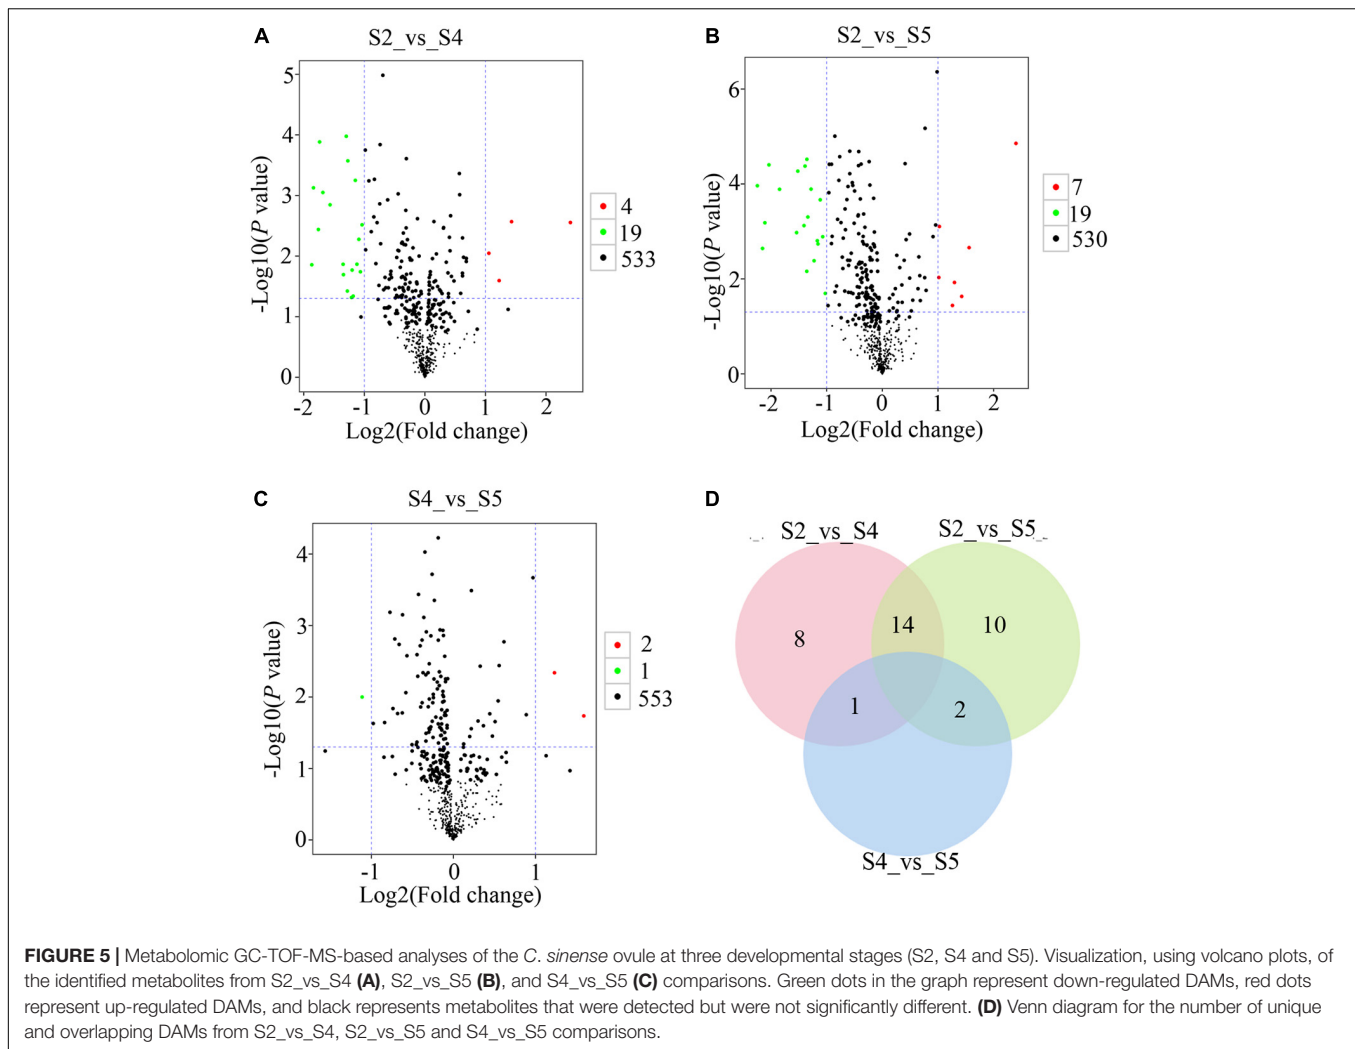 A
S2_vs_S4
-Log10(P value)
5
4
3
2
1
0
-2 -1 0 1 2
Log2(Fold change)
4
19
533
B
S2_vs_S5
-Log10(P value)
6
4
2
0
-2 -1 0 1 2
Log2(Fold change)
7
19
530
C
S4_vs_S5
-Log10(P value)
4
3
2
1
0
-1 0 1
Log2(Fold change)
2
1
553
D
S2_vs_S4 S2_vs_S5
8 14 10
1 2
S4_vs_S5
FIGURE 5 | Metabolomic GC-TOF-MS-based analyses of the C. sinense ovule at three developmental stages (S2, S4 and S5). Visualization, using volcano plots, of
the identified metabolites from S2_vs_S4 (A), S2_vs_S5 (B), and S4_vs_S5 (C) comparisons. Green dots in the graph represent down-regulated DAMs, red dots
represent up-regulated DAMs, and black represents metabolites that were detected but were not significantly different. (D) Venn diagram for the number of unique
and overlapping DAMs from S2_vs_S4, S2_vs_S5 and S4_vs_S5 comparisons.